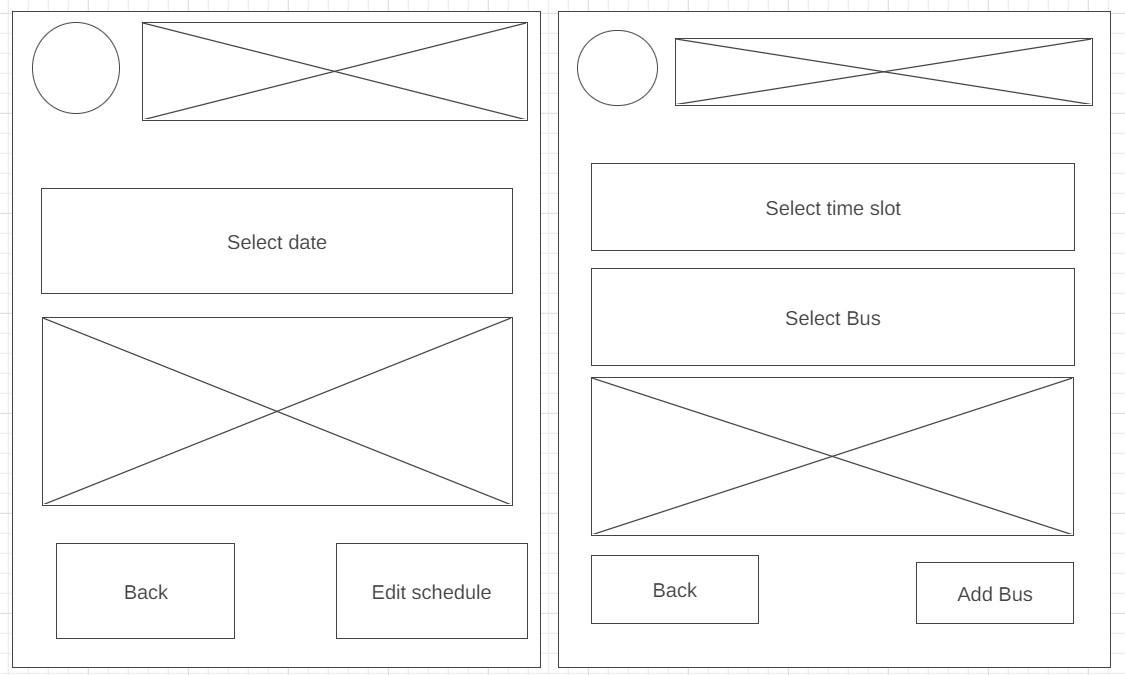 Select date
Back
Edit schedule
Select time slot
Select Bus
Back
Add Bus